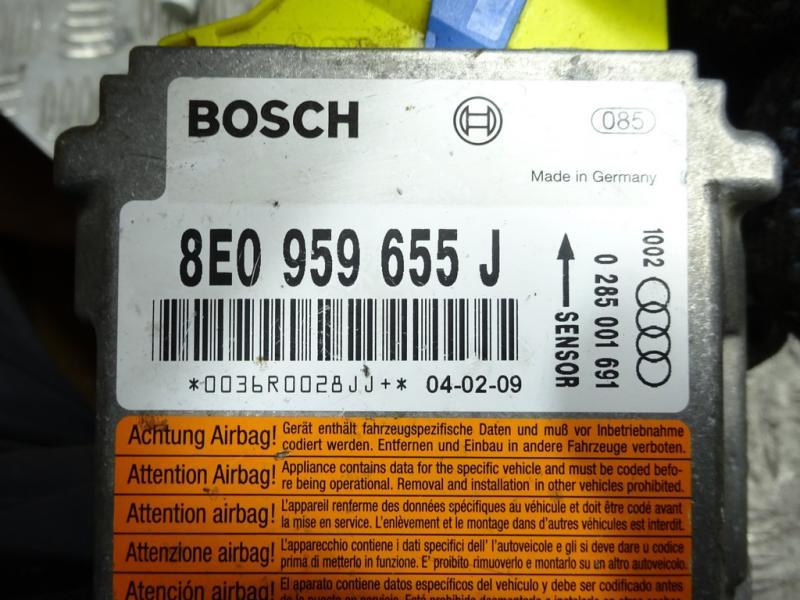 BOSCH
085
Made in Germany
8E0 959 655 J
*0036R0028JJ+* 04-02-09
SENSOR
0 285 001 691
1002
Achtung Airbag! Gerät enthält fahrzeugspezifische Daten und muß vor Inbetriebnahme
codiert werden. Entfernen und Einbau in andere Fahrzeuge verboten.
Attention Airbag! Appliance contains data for the specific vehicle and must be coded befo-
re being operational. Removal and installation in other vehicles prohibited.
Attention airbag! L'appareil renferme des données spécifiques au véhicule et doit être codé avant
la mise en service. L'enlèvement et le montage dans d'autres véhicules est interdit.
Attenzione airbag! L'apparecchio contiene i dati specifici dell' l'autoveicolo e gli si deve dare u codice
prima di metterlo in funzione. E' proibito rimuoverlo e montarlo su un altro autoveicolo.
Atención airbag! El aparato contiene datos específicos del vehículo y debe ser codificado antes